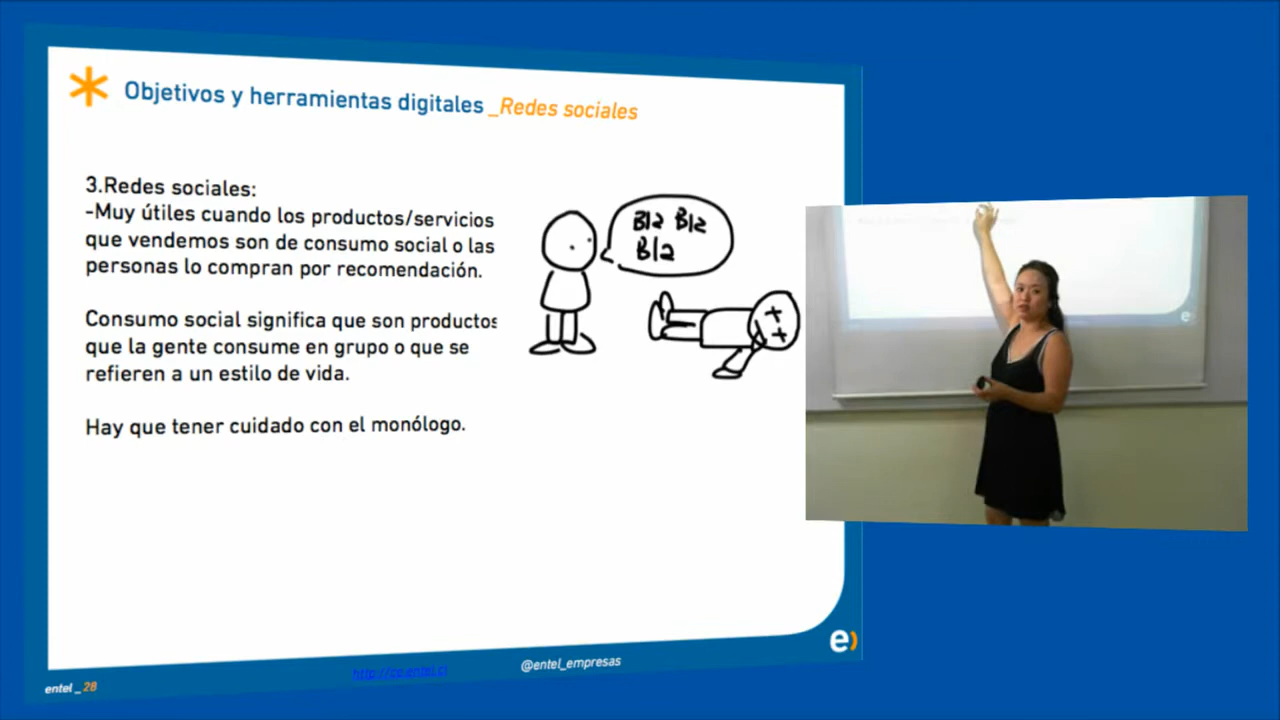 Objetivos y herramientas digitales _Redes sociales
3.Redes sociales:
-Muy útiles cuando los productos/servicios
que vendemos son de consumo social o las
personas lo compran por recomendación.
Consumo social significa que son productos
que la gente consume en grupo o que se
refieren a un estilo de vida.
Hay que tener cuidado con el monólogo.
Bla Bla
Bla
e)
entel _ 28
@entel_empresas
e